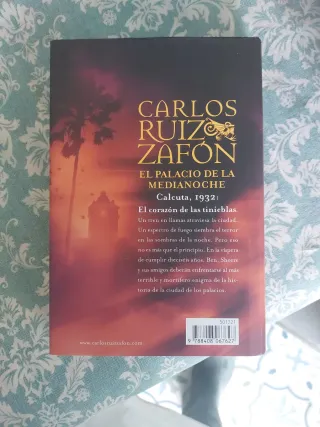 CARLOS
RUIZ
ZAFÓN
EL PALACIO DE LA
MEDIANOCHE
Calcuta, 1932:
El corazón de las tinieblas.
Un tren en llamas atraviesa la ciudad.
Un espectro de fuego siembra el terror
en las sombras de la noche. Pero eso
no es más que el principio. En la víspera
de cumplir dieciséis años, Ben, Sheere
y sus amigos deberán enfrentarse al más
terrible y mortífero enigma de la his-
toria de la ciudad de los palacios.
www.carlosruizzafon.com
9 788408 067627